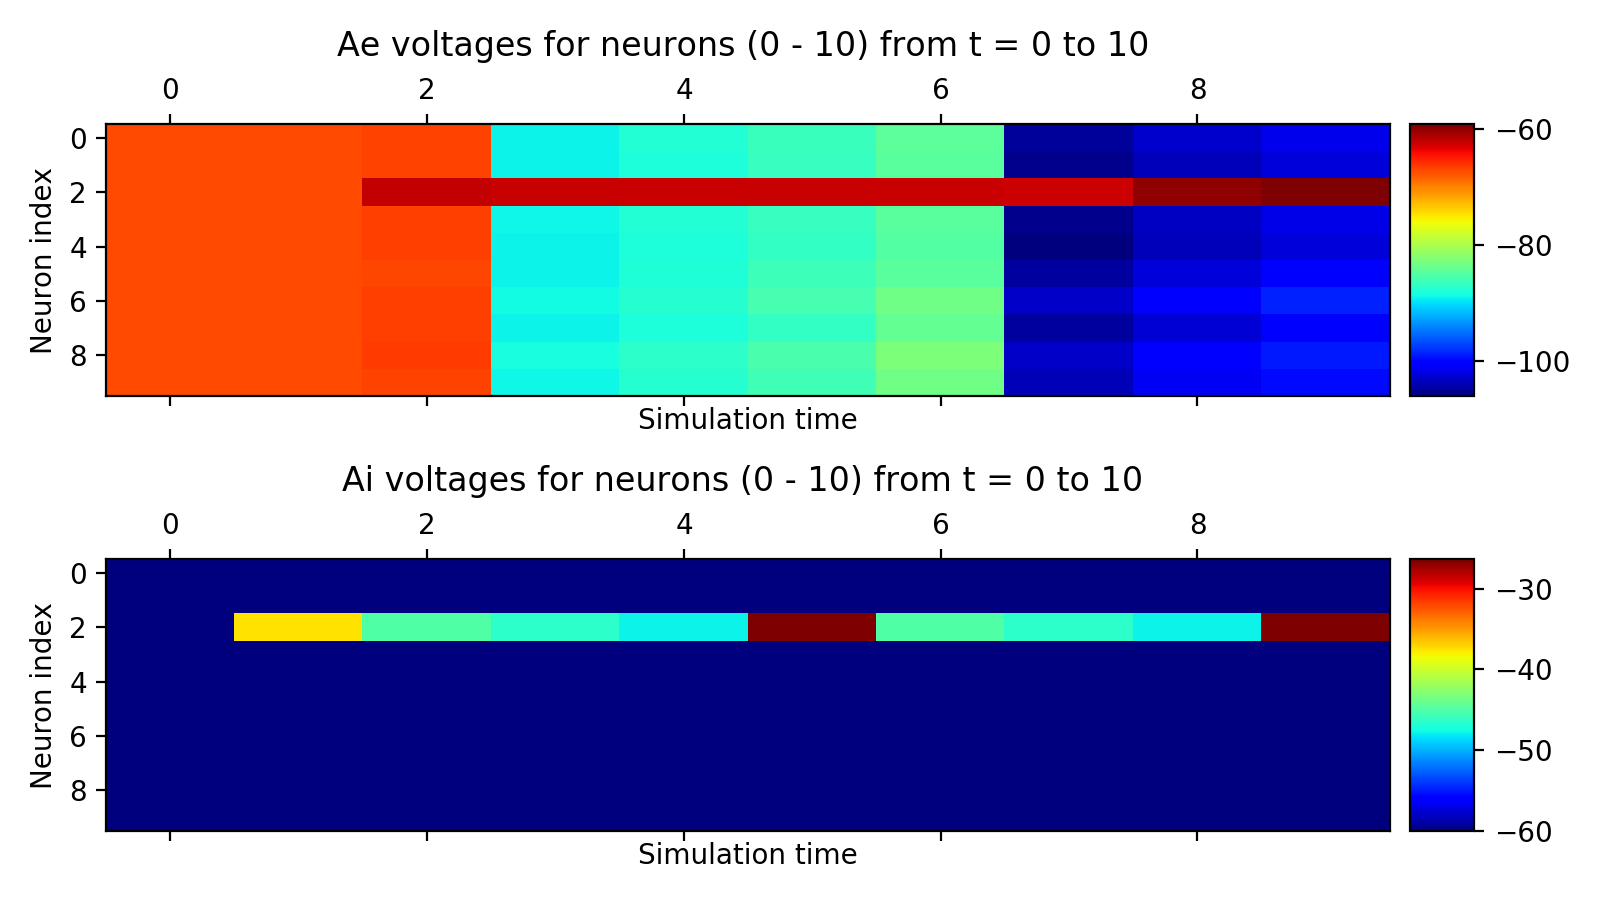 Ae voltages for neurons (0 - 10) from t = 0 to 10
0 2 4 6 8
Neuron index
0
2
4
6
8
−60
−80
−100
Simulation time
Ai voltages for neurons (0 - 10) from t = 0 to 10
0 2 4 6 8
Neuron index
0
2
4
6
8
−30
−40
−50
−60
Simulation time